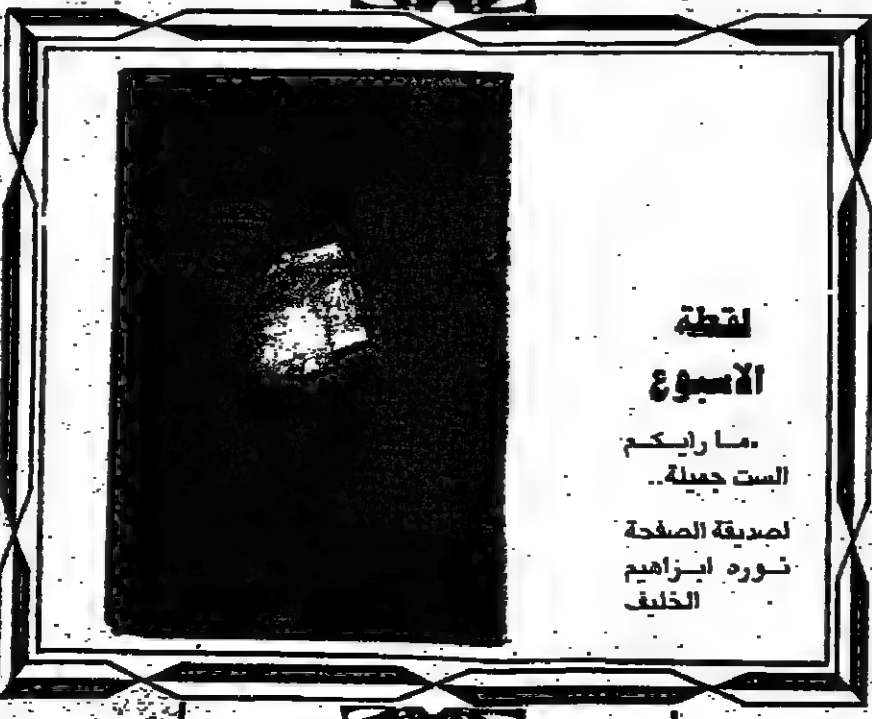 لقطة
الاسبوع
ما رايكم
الست جميلة..
لصديقة الصفحة
نوره ابراهيم
الخليف